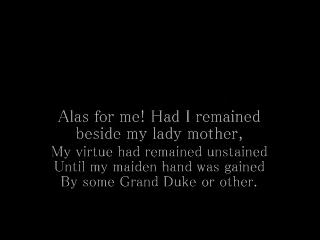 Alas for me! Had I remained
beside my lady mother,
My virtue had remained unstained
Until my maiden hand was gained
By some Grand Duke or other.